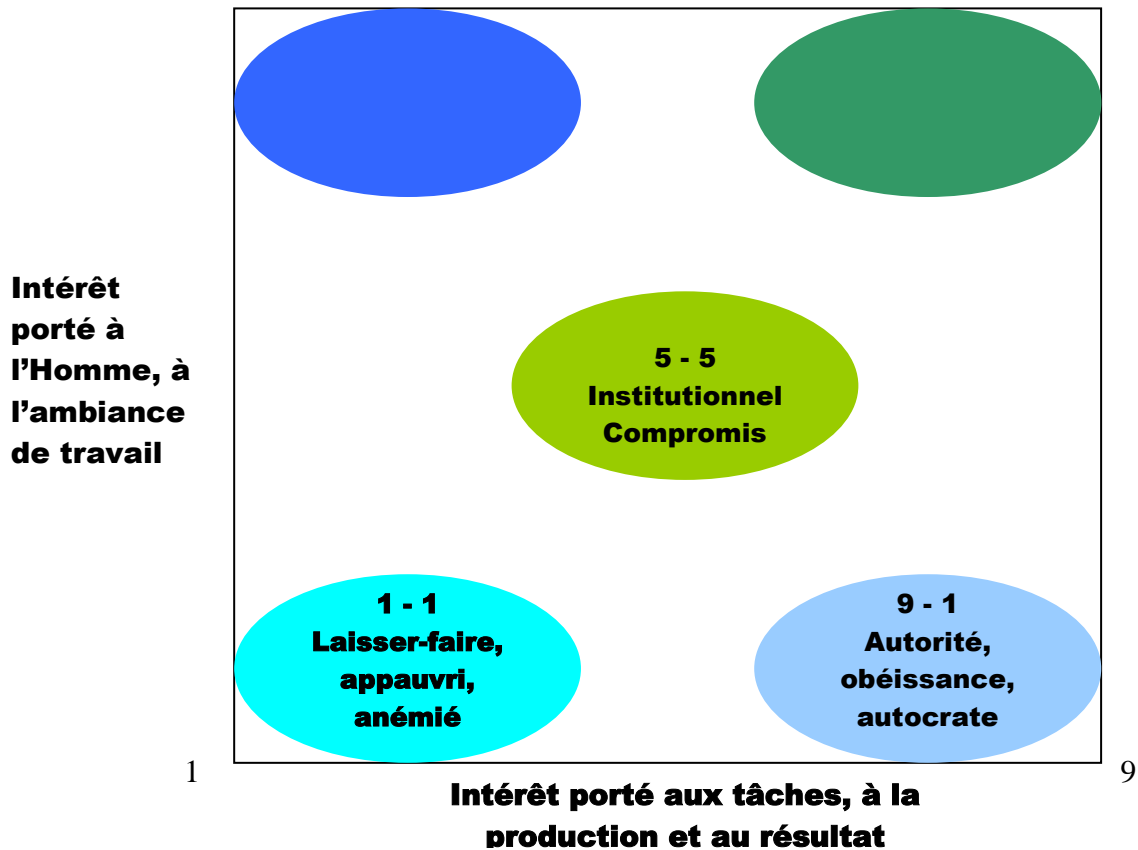 Intérêt
porté à
l'Homme, à
l'ambiance
de travail
5 - 5
Institutionnel
Compromis
1 - 1
Laisser-faire,
appauvri,
anémié
9 - 1
Autorité,
obéissance,
autocrate
1
9
Intérêt porté aux tâches, à la
production et au résultat